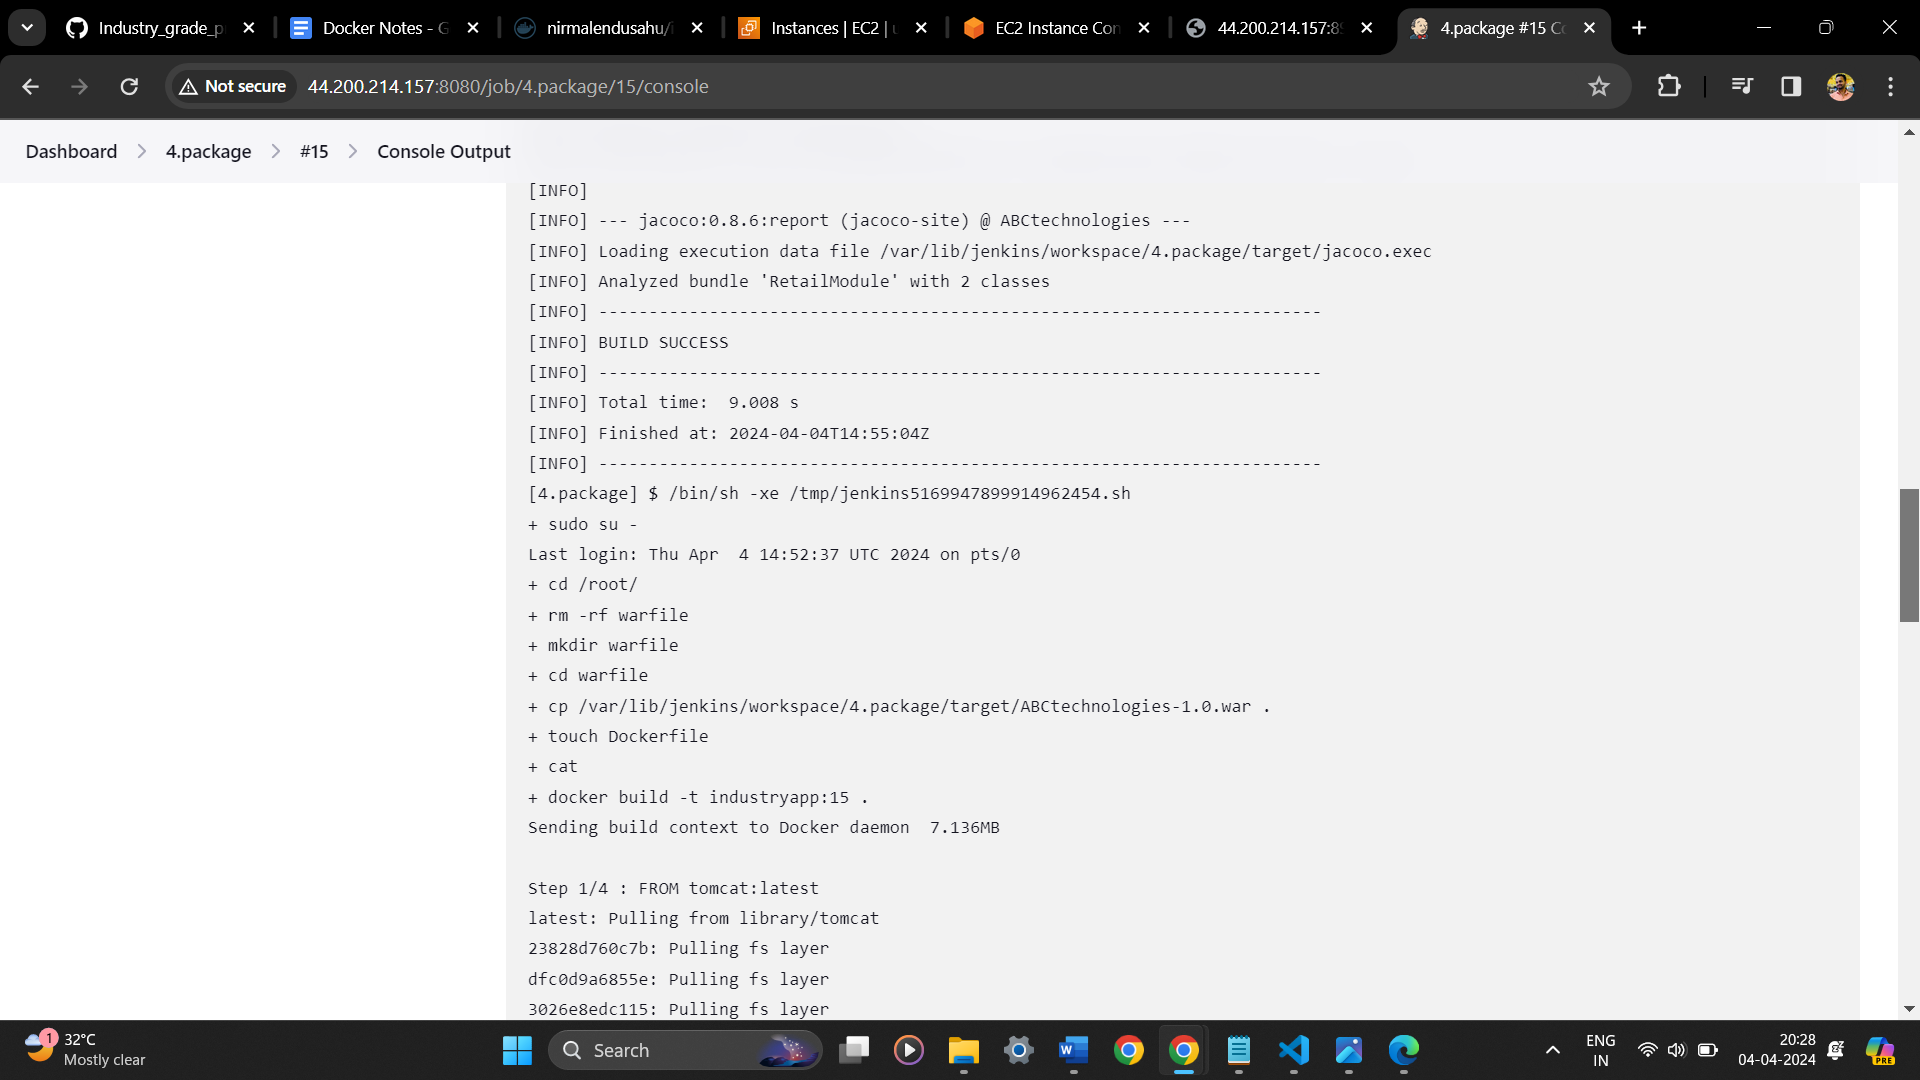 Industry_grade_p
Docker Notes - G
nirmalendusahu/i
Instances | EC2 | u
EC2 Instance Con
44.200.214.157:8
4.package #15 Co
Not secure
44.200.214.157:8080/job/4.package/15/console
Dashboard
4.package
#15
Console Output
[INFO]
[INFO] --- jacoco:0.8.6:report (jacoco-site) @ ABCtechnologies ---
[INFO] Loading execution data file /var/lib/jenkins/workspace/4.package/target/jacoco.exec
[INFO] Analyzed bundle 'RetailModule' with 2 classes
[INFO] ------------------------------------------------------------------------
[INFO] BUILD SUCCESS
[INFO] ------------------------------------------------------------------------
[INFO] Total time:  9.008 s
[INFO] Finished at: 2024-04-04T14:55:04Z
[INFO] ------------------------------------------------------------------------
[4.package] $ /bin/sh -xe /tmp/jenkins5169947899914962454.sh
+ sudo su -
Last login: Thu Apr  4 14:52:37 UTC 2024 on pts/0
+ cd /root/
+ rm -rf warfile
+ mkdir warfile
+ cd warfile
+ cp /var/lib/jenkins/workspace/4.package/target/ABCtechnologies-1.0.war .
+ touch Dockerfile
+ cat
+ docker build -t industryapp:15 .
Sending build context to Docker daemon  7.136MB
Step 1/4 : FROM tomcat:latest
latest: Pulling from library/tomcat
23828d760c7b: Pulling fs layer
dfc0d9a6855e: Pulling fs layer
3026e8edc115: Pulling fs layer
1
32°C
Mostly clear
Search
ENG
IN
20:28
04-04-2024
PRE